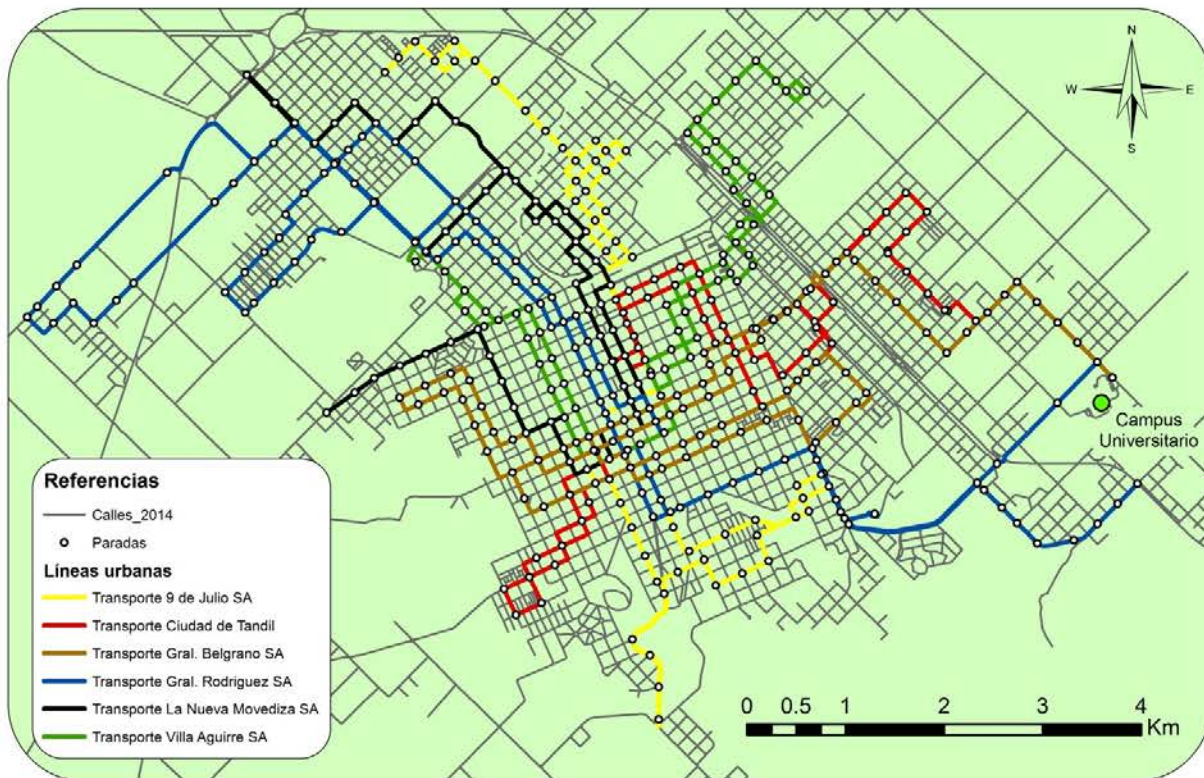 N
W
E
S
Campus
Universitario
Referencias
Calles_2014
Paradas
Líneas urbanas
Transporte 9 de Julio SA
Transporte Ciudad de Tandil
Transporte Gral. Belgrano SA
Transporte Gral. Rodriguez SA
Transporte La Nueva Movediza SA
Transporte Villa Aguirre SA
0 0.5 1 2 3 4
Km